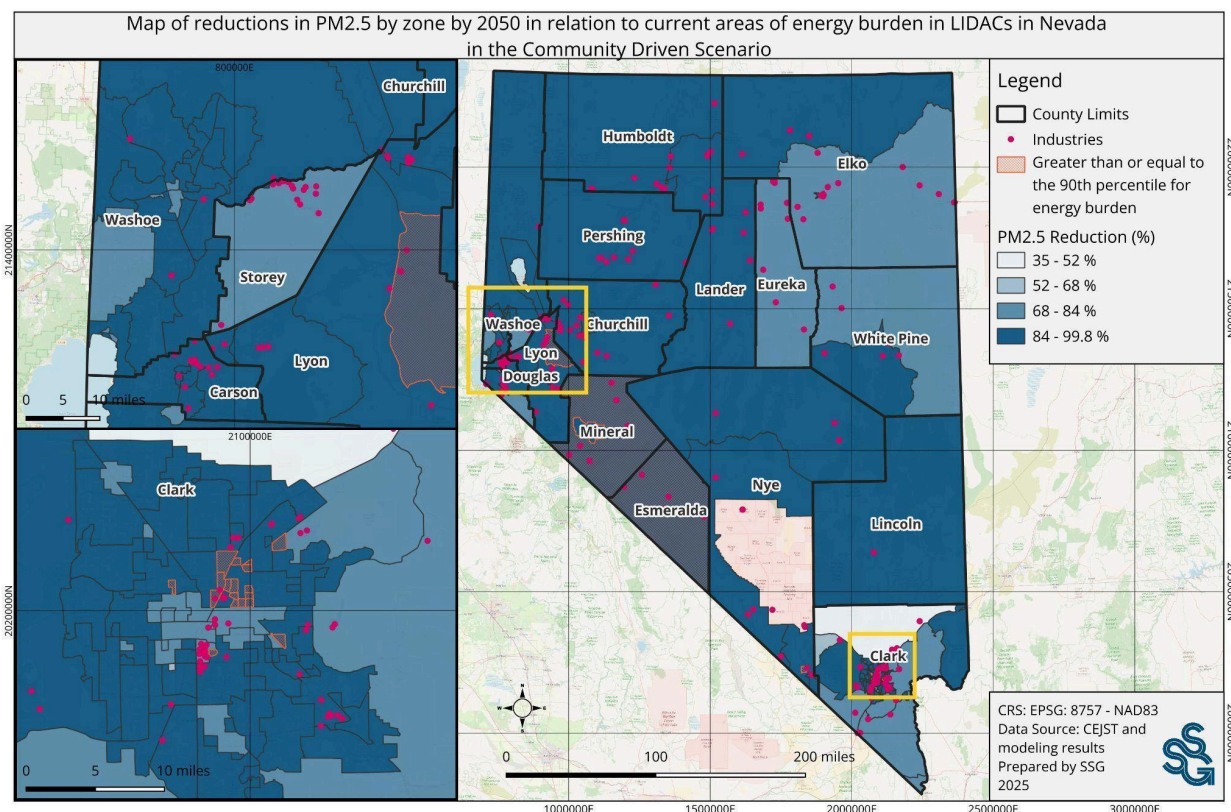 Map of reductions in PM2.5 by zone by 2050 in relation to current areas of energy burden in LIDACs in Nevada
in the Community Driven Scenario
800000E
Churchill
Washoe
Storey
Lyon
Carson
2140000N
0 5 10 miles
2100000E
Clark
2020000N
0 5 10 miles
Humboldt
Elko
Pershing
Lander
Eureka
Washoe
Churchill
Lyon
Douglas
White Pine
Mineral
Esmeralda
Nye
Lincoln
Clark
N
W E
S
0 100 200 miles
1000000E 1500000E 2000000E 2500000E 3000000E
Legend
County Limits
Industries
Greater than or equal to
the 90th percentile for
energy burden
PM2.5 Reduction (%)
35 - 52 %
52 - 68 %
68 - 84 %
84 - 99.8 %
CRS: EPSG: 8757 - NAD83
Data Source: CEJST and
modeling results
Prepared by SSG
2025
SSG